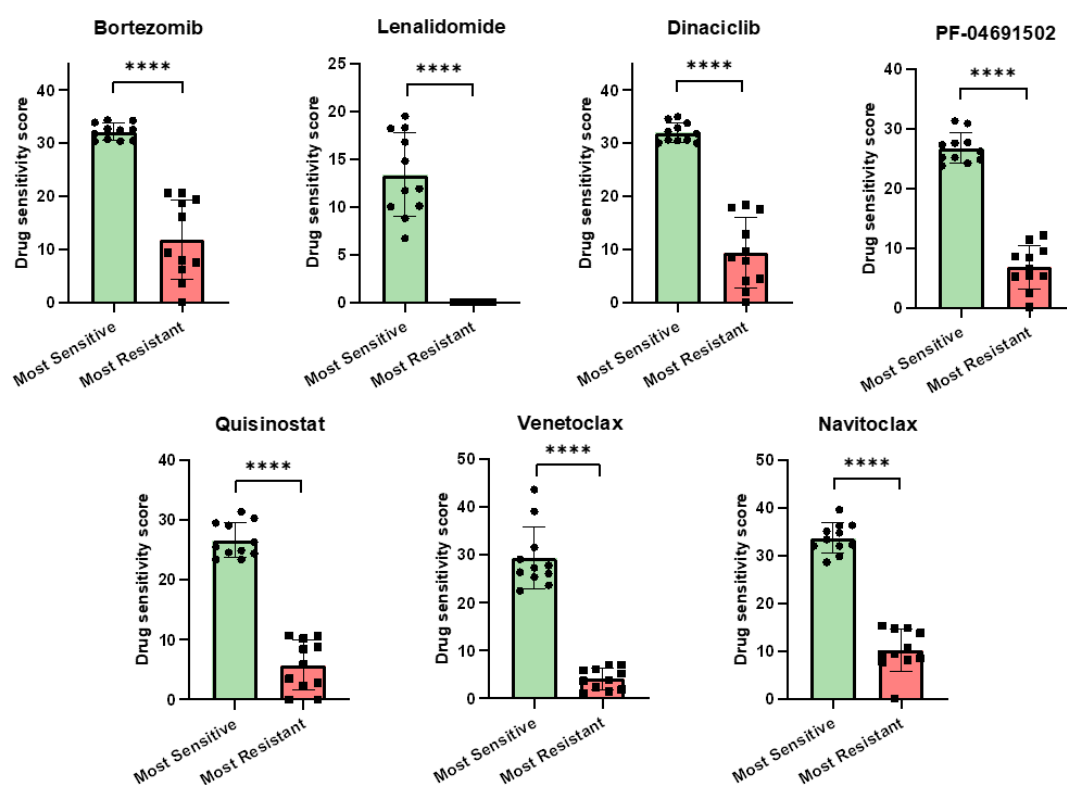 Bortezomib
Drug sensitivity score
40
30
20
10
0
****
Most Sensitive
Most Resistant
Lenalidomide
Drug sensitivity score
25
20
15
10
5
0
****
Most Sensitive
Most Resistant
Dinaciclib
Drug sensitivity score
40
30
20
10
0
****
Most Sensitive
Most Resistant
PF-04691502
Drug sensitivity score
40
30
20
10
0
****
Most Sensitive
Most Resistant
Quisinostat
Drug sensitivity score
40
30
20
10
0
****
Most Sensitive
Most Resistant
Venetoclax
Drug sensitivity score
50
40
30
20
10
0
****
Most Sensitive
Most Resistant
Navitoclax
Drug sensitivity score
50
40
30
20
10
0
****
Most Sensitive
Most Resistant